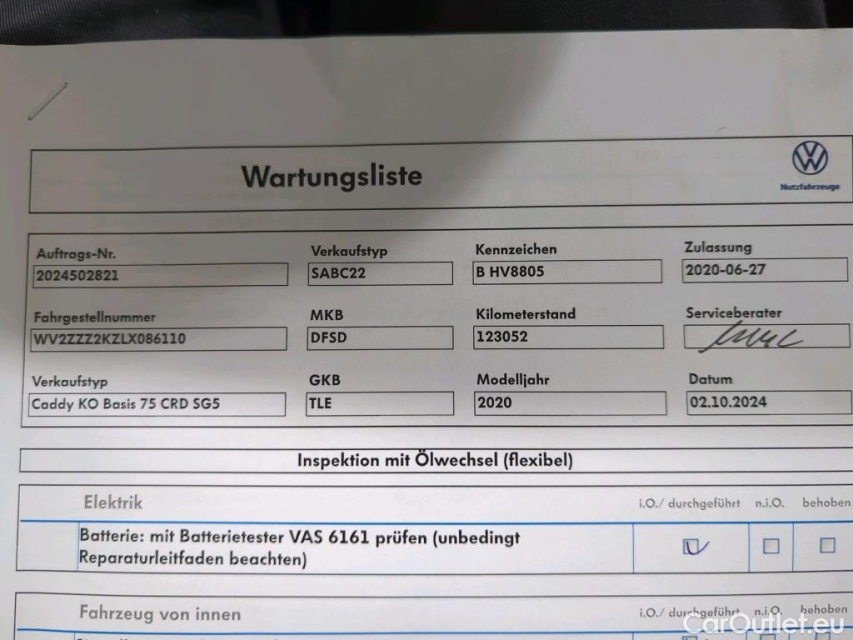 Wartungsliste
Nutzfahrzeuge
Auftrags-Nr.
2024502821
Verkaufstyp
SABC22
Kennzeichen
B HV8805
Zulassung
2020-06-27
Fahrgestellnummer
WV2ZZZ2KZLX086110
MKB
DFSD
Kilometerstand
123052
Serviceberater
Verkaufstyp
Caddy KO Basis 75 CRD SG5
GKB
TLE
Modelljahr
2020
Datum
02.10.2024
Inspektion mit Ölwechsel (flexibel)
Elektrik
i.O./ durchgeführt n.i.O. behoben
Batterie: mit Batterietester VAS 6161 prüfen (unbedingt
Reparaturleitfaden beachten)
Fahrzeug von innen
i.O./ durchgeführt n.i.O. behoben
CarOutlet.eu